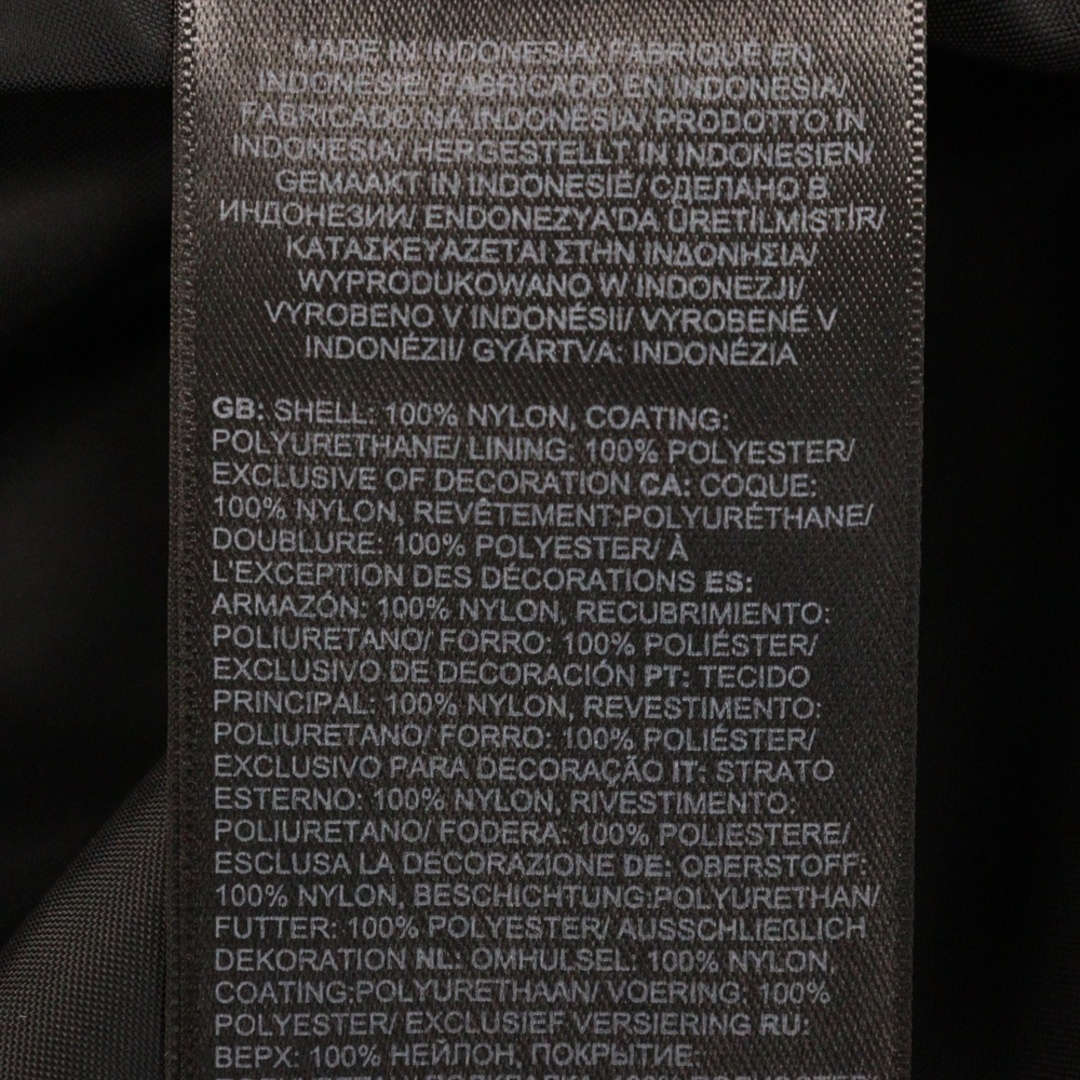 MADE IN INDONESIA/ FABRIQUÉ EN
INDONÉSIE/ FABRICADO EN INDONESIA/
FABRICADO NA INDONÉSIA/ PRODOTTO IN
INDONESIA/ HERGESTELLT IN INDONESIEN/
GEMAAKT IN INDONESIË/ СДЕЛАНО В
ИНДОНЕЗИИ/ ENDONEZYA'DA ÜRETİLMİSTİR/
ΚΑΤΑΣΚΕΥΑΖΕΤΑΙ ΣΤΗΝ ΙΝΔΟΝΗΣΙΑ/
WYPRODUKOWANO W INDONEZJI/
VYROBENO V INDONÉSII/ VYROBENÉ V
INDONÉZII/ GYÁRTVA: INDONÉZIA
GB: SHELL: 100% NYLON, COATING:
POLYURETHANE/ LINING: 100% POLYESTER/
EXCLUSIVE OF DECORATION CA: COQUE:
100% NYLON, REVÊTEMENT:POLYURÉTHANE/
DOUBLURE: 100% POLYESTER/ À
L'EXCEPTION DES DÉCORATIONS ES:
ARMAZÓN: 100% NYLON, RECUBRIMIENTO:
POLIURETANO/ FORRO: 100% POLIÉSTER/
EXCLUSIVO DE DECORACIÓN PT: TECIDO
PRINCIPAL: 100% NYLON, REVESTIMENTO:
POLIURETANO/ FORRO: 100% POLIÉSTER/
EXCLUSIVO PARA DECORAÇÃO IT: STRATO
ESTERNO: 100% NYLON, RIVESTIMENTO:
POLIURETANO/ FODERA: 100% POLIESTERE/
ESCLUSA LA DECORAZIONE DE: OBERSTOFF:
100% NYLON, BESCHICHTUNG:POLYURETHAN/
FUTTER: 100% POLYESTER/ AUSSCHLIEßLICH
DEKORATION NL: OMHULSEL: 100% NYLON,
COATING:POLYURETHAAN/ VOERING: 100%
POLYESTER/ EXCLUSIEF VERSIERING RU:
ВЕРХ: 100% НЕЙЛОН, ПОКРЫТИЕ: